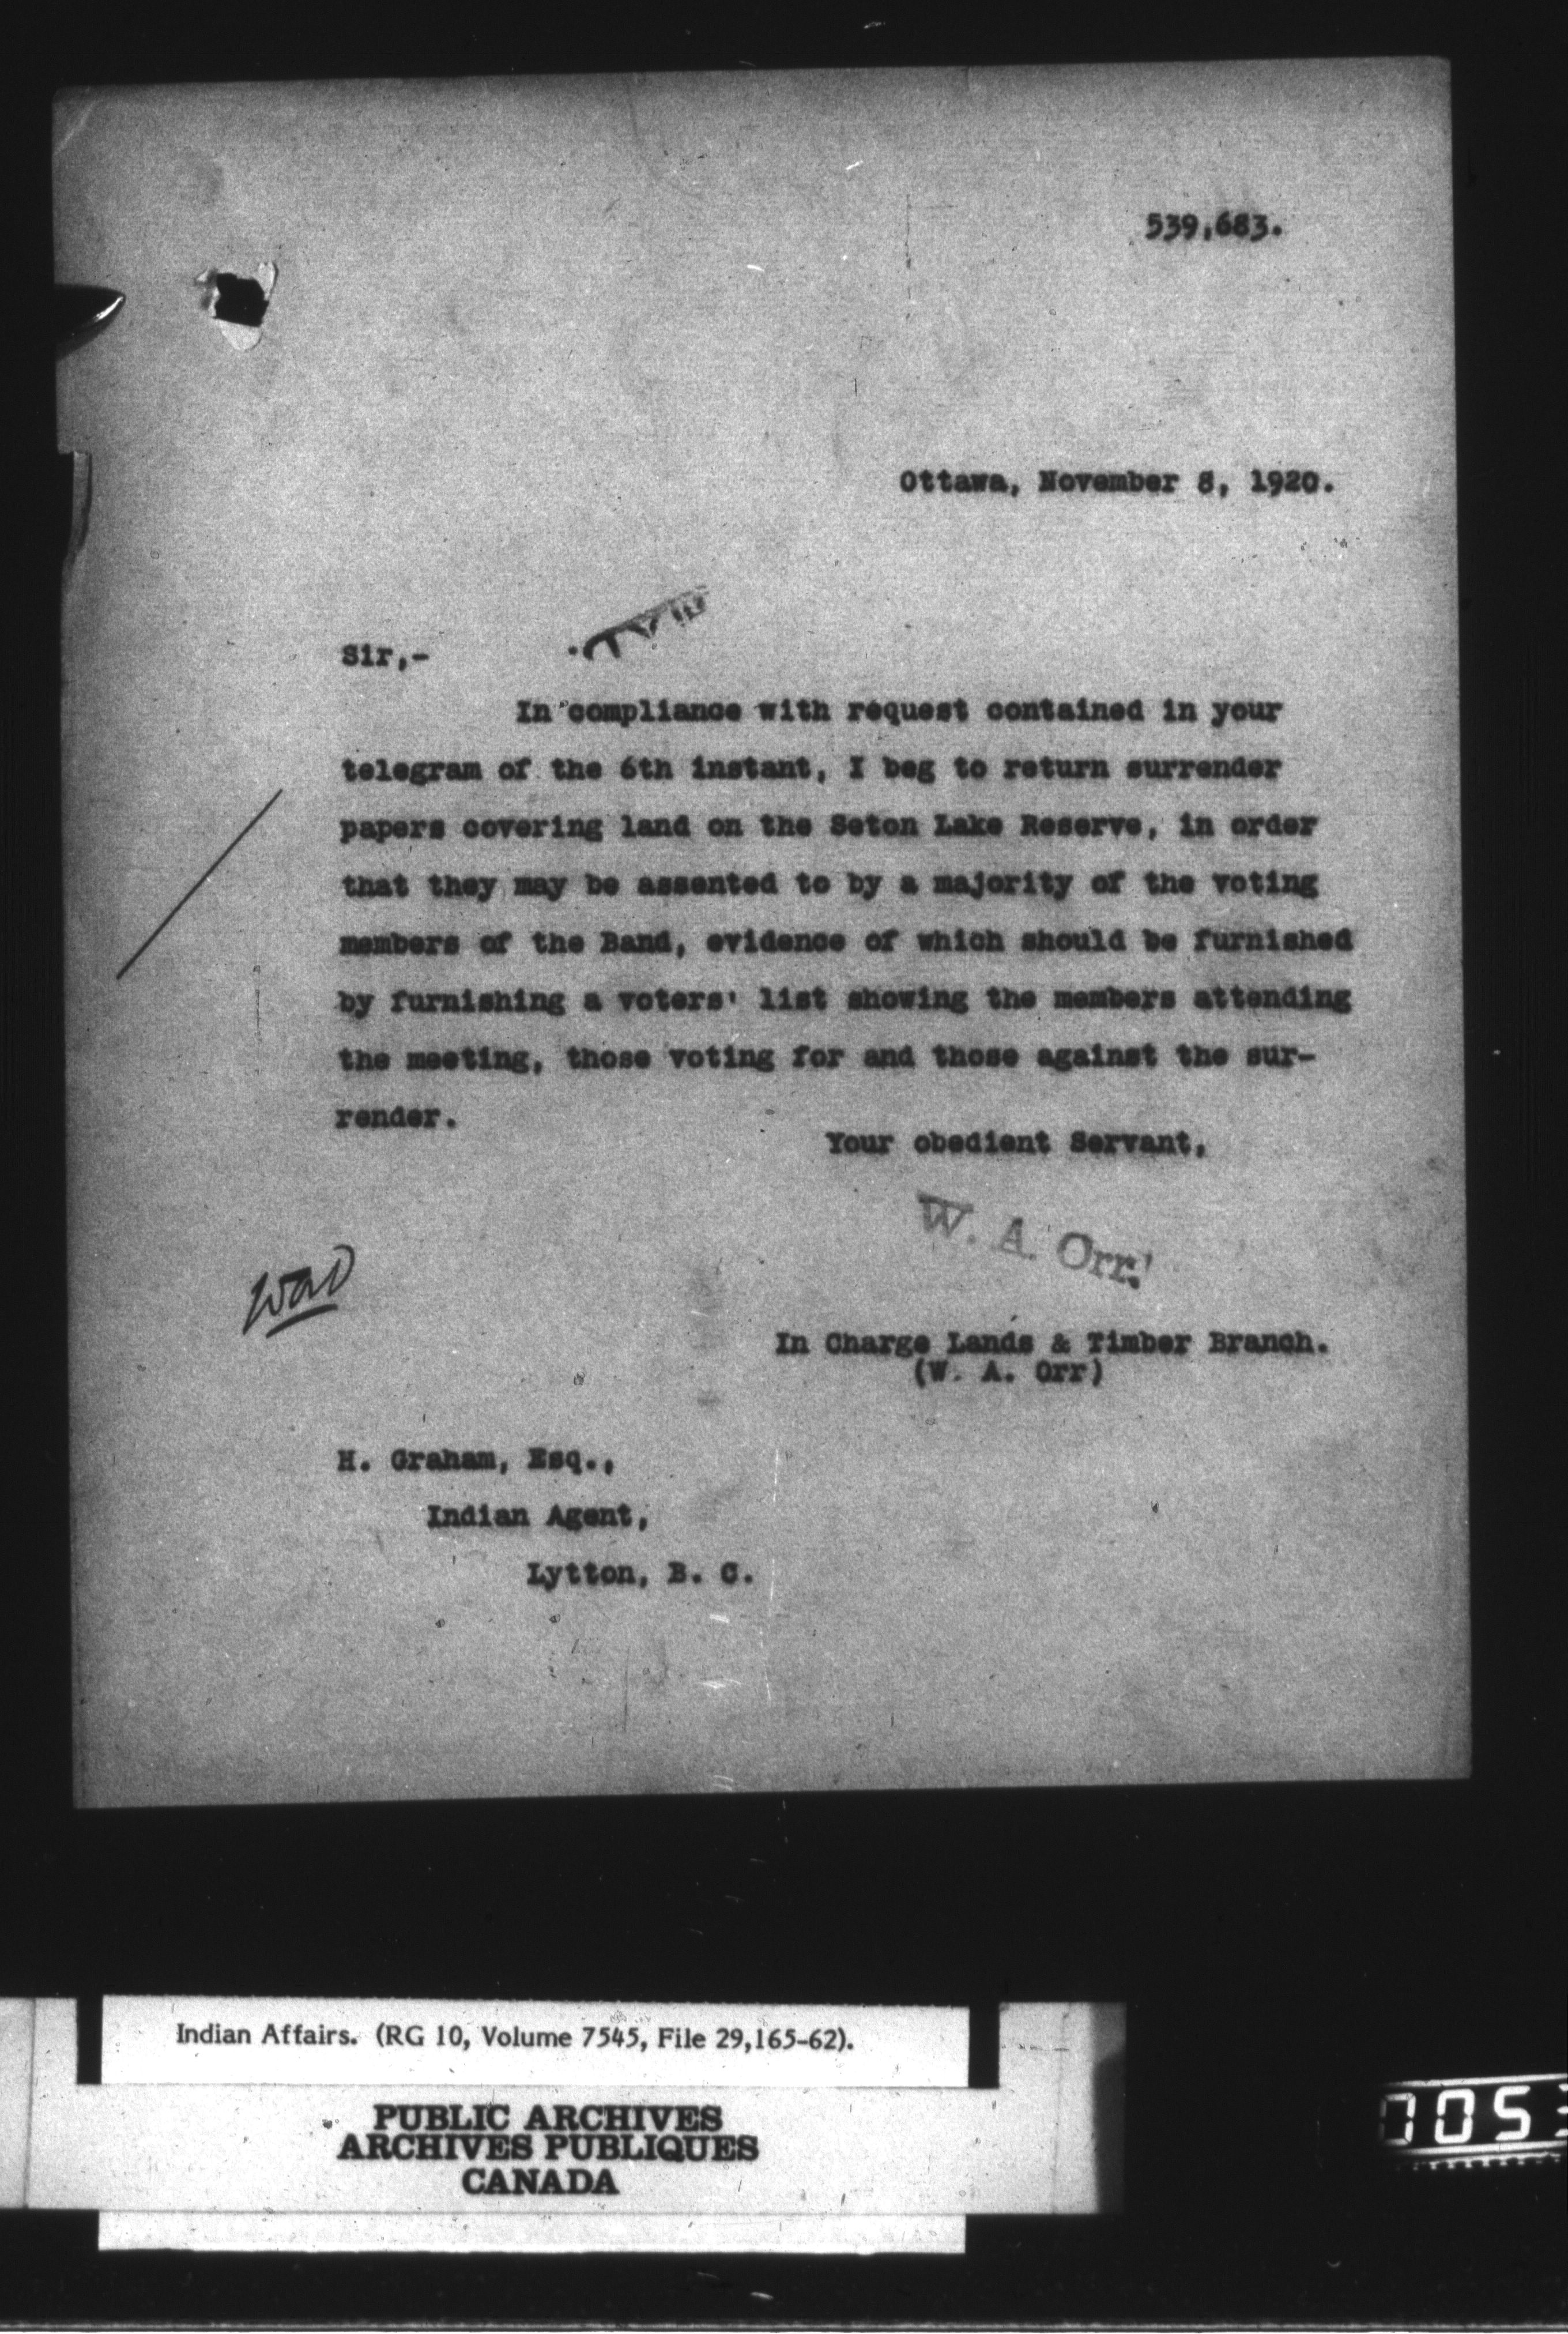 539,683.
Ottawa, November 8, 1920.
Sir,-
In compliance with request contained in your
telegram of the 6th instant, I beg to return surrender
papers covering land on the Seton Lake Reserve, in order
that they may be assented to by a majority of the voting
members of the Band, evidence of which should be furnished
by furnishing a voters' list showing the members attending
the meeting, those voting for and those against the sur-
render.
Your obedient Servant,
W. A. Orr.
In Charge Lands & Timber Branch.
(W. A. Orr)
H. Graham, Esq.,
Indian Agent,
Lytton, B. C.
Indian Affairs. (RG 10, Volume 7545, File 29,165-62).
PUBLIC ARCHIVES
ARCHIVES PUBLIQUES
CANADA